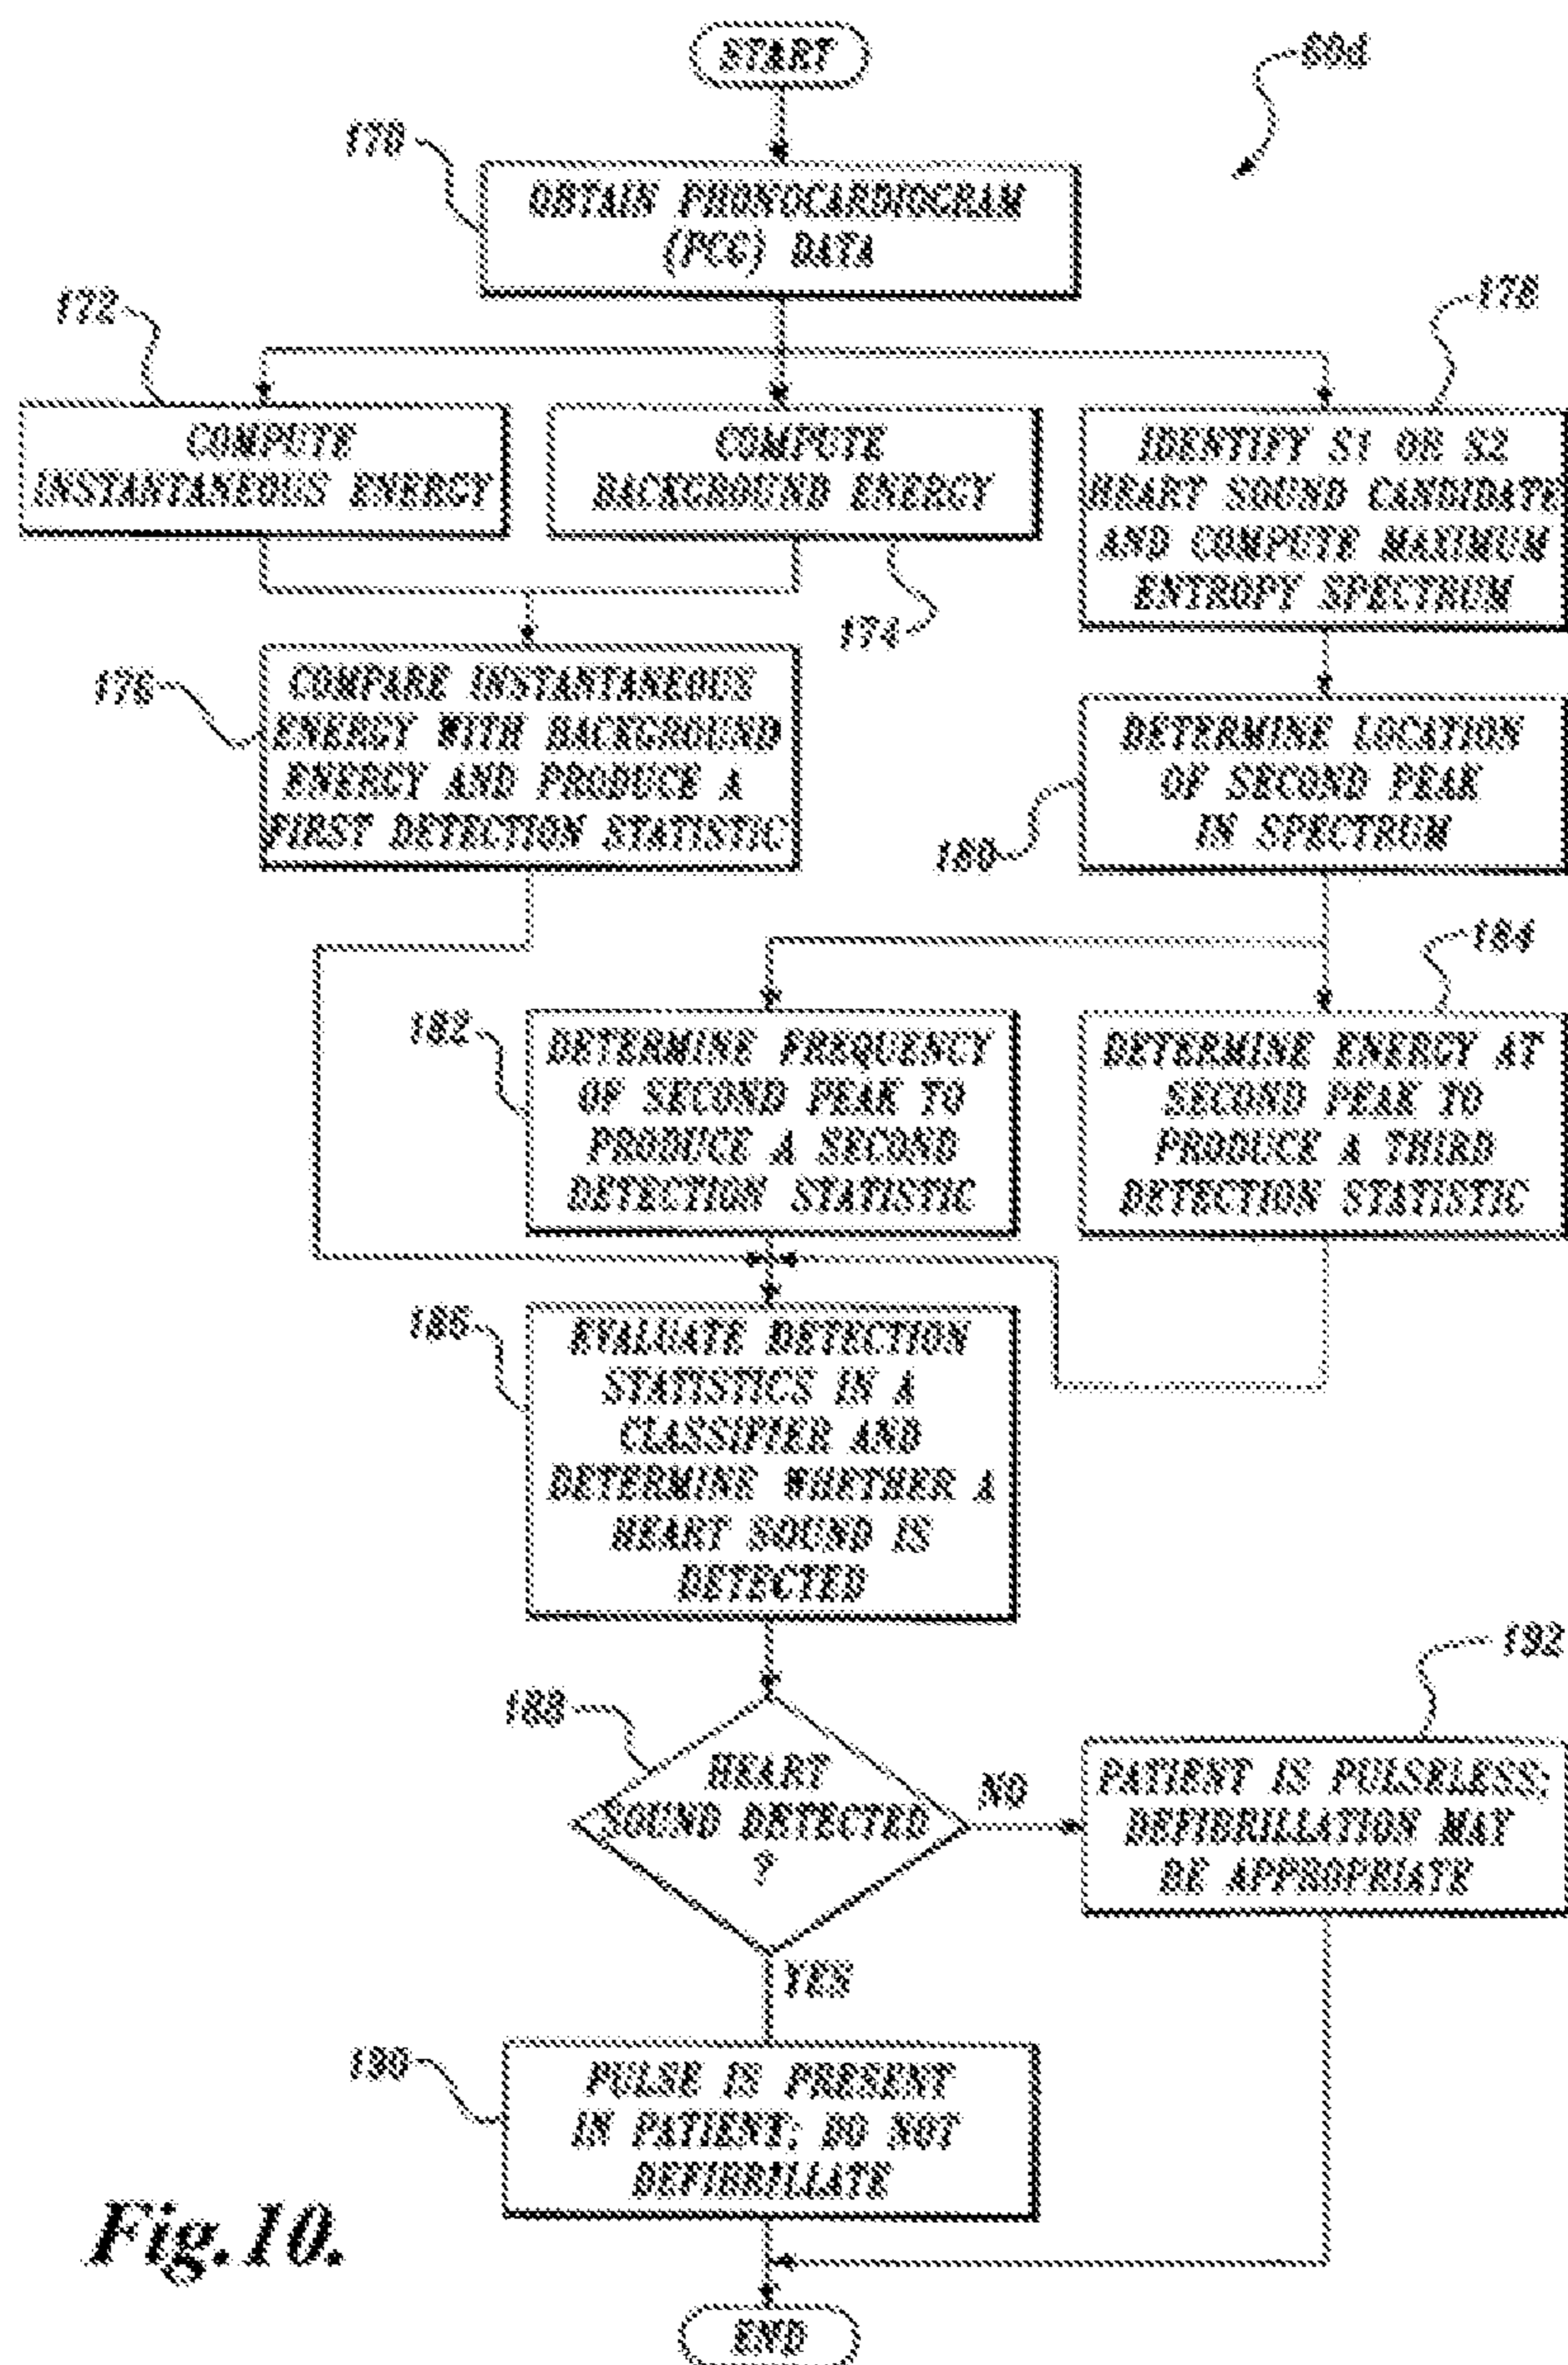 START
60d
170
OBTAIN PHONOCARDIOGRAM
(PCG) DATA
172
178
COMPUTE
INSTANTANEOUS ENERGY
COMPUTE
BACKGROUND ENERGY
IDENTIFY S1 OR S2
HEART SOUND CANDIDATE
AND COMPUTE MAXIMUM
ENTROPY SPECTRUM
174
176
COMPARE INSTANTANEOUS
ENERGY WITH BACKGROUND
ENERGY AND PRODUCE A
FIRST DETECTION STATISTIC
DETERMINE LOCATION
OF SECOND PEAK
IN SPECTRUM
180
184
182
DETERMINE FREQUENCY
OF SECOND PEAK TO
PRODUCE A SECOND
DETECTION STATISTIC
DETERMINE ENERGY AT
SECOND PEAK TO
PRODUCE A THIRD
DETECTION STATISTIC
186
EVALUATE DETECTION
STATISTICS IN A
CLASSIFIER AND
DETERMINE WHETHER A
HEART SOUND IS
DETECTED
192
188
HEART
SOUND DETECTED
?
NO
PATIENT IS PULSELESS;
DEFIBRILLATION MAY
BE APPROPRIATE
YES
190
PULSE IS PRESENT
IN PATIENT; DO NOT
DEFIBRILLATE
Fig.10.
END